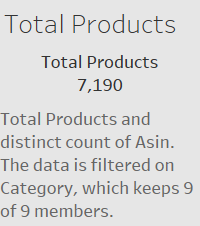 Total Products
Total Products
7,190
Total Products and
distinct count of Asin.
The data is filtered on
Category, which keeps 9
of 9 members.